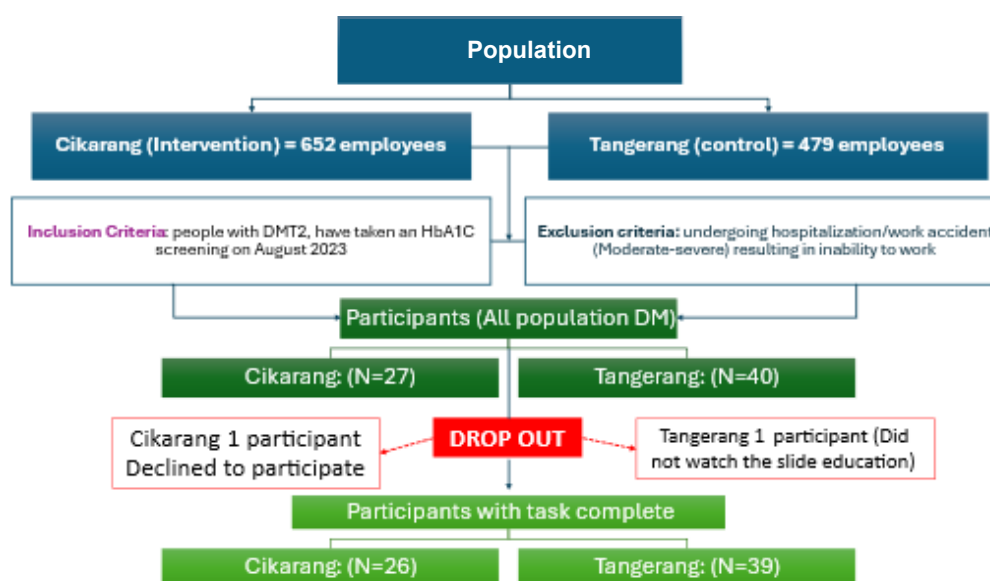 Population
Cikarang (Intervention) = 652 employees
Tangerang (control) = 479 employees
Inclusion Criteria: people with DMT2, have taken an HbA1C
screening on August 2023
Exclusion criteria: undergoing hospitalization/work accident
(Moderate-severe) resulting in inability to work
Participants (All population DM)
Cikarang: (N=27)
Tangerang: (N=40)
Cikarang 1 participant
Declined to participate
DROP OUT
Tangerang 1 participant (Did
not watch the slide education)
Participants with task complete
Cikarang: (N=26)
Tangerang: (N=39)